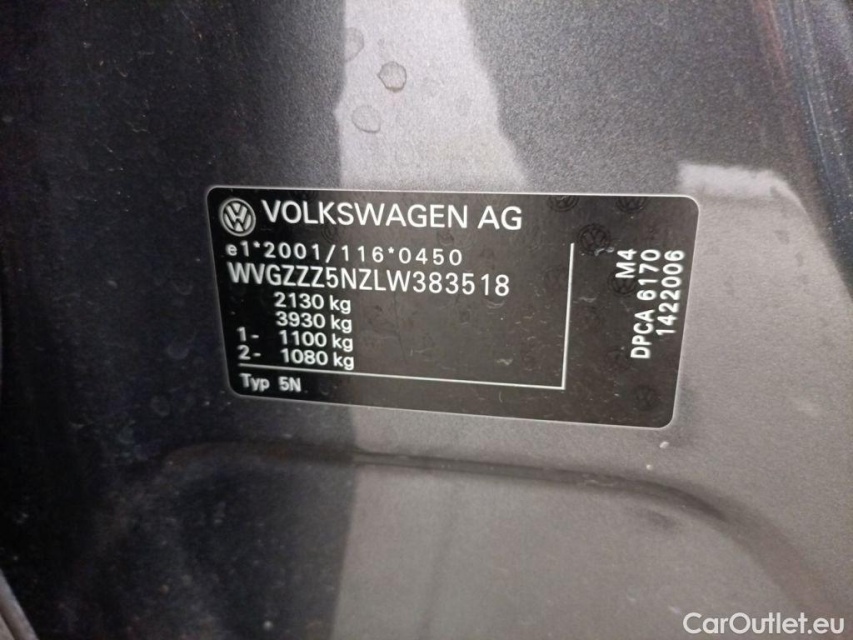 VOLKSWAGEN AG
e1*2001/116*0450
WVGZZZ5NZLW383518
2130 kg
3930 kg
1- 1100 kg
2- 1080 kg
Typ 5N
M4
DPCA 6170
1422006
CarOutlet.eu